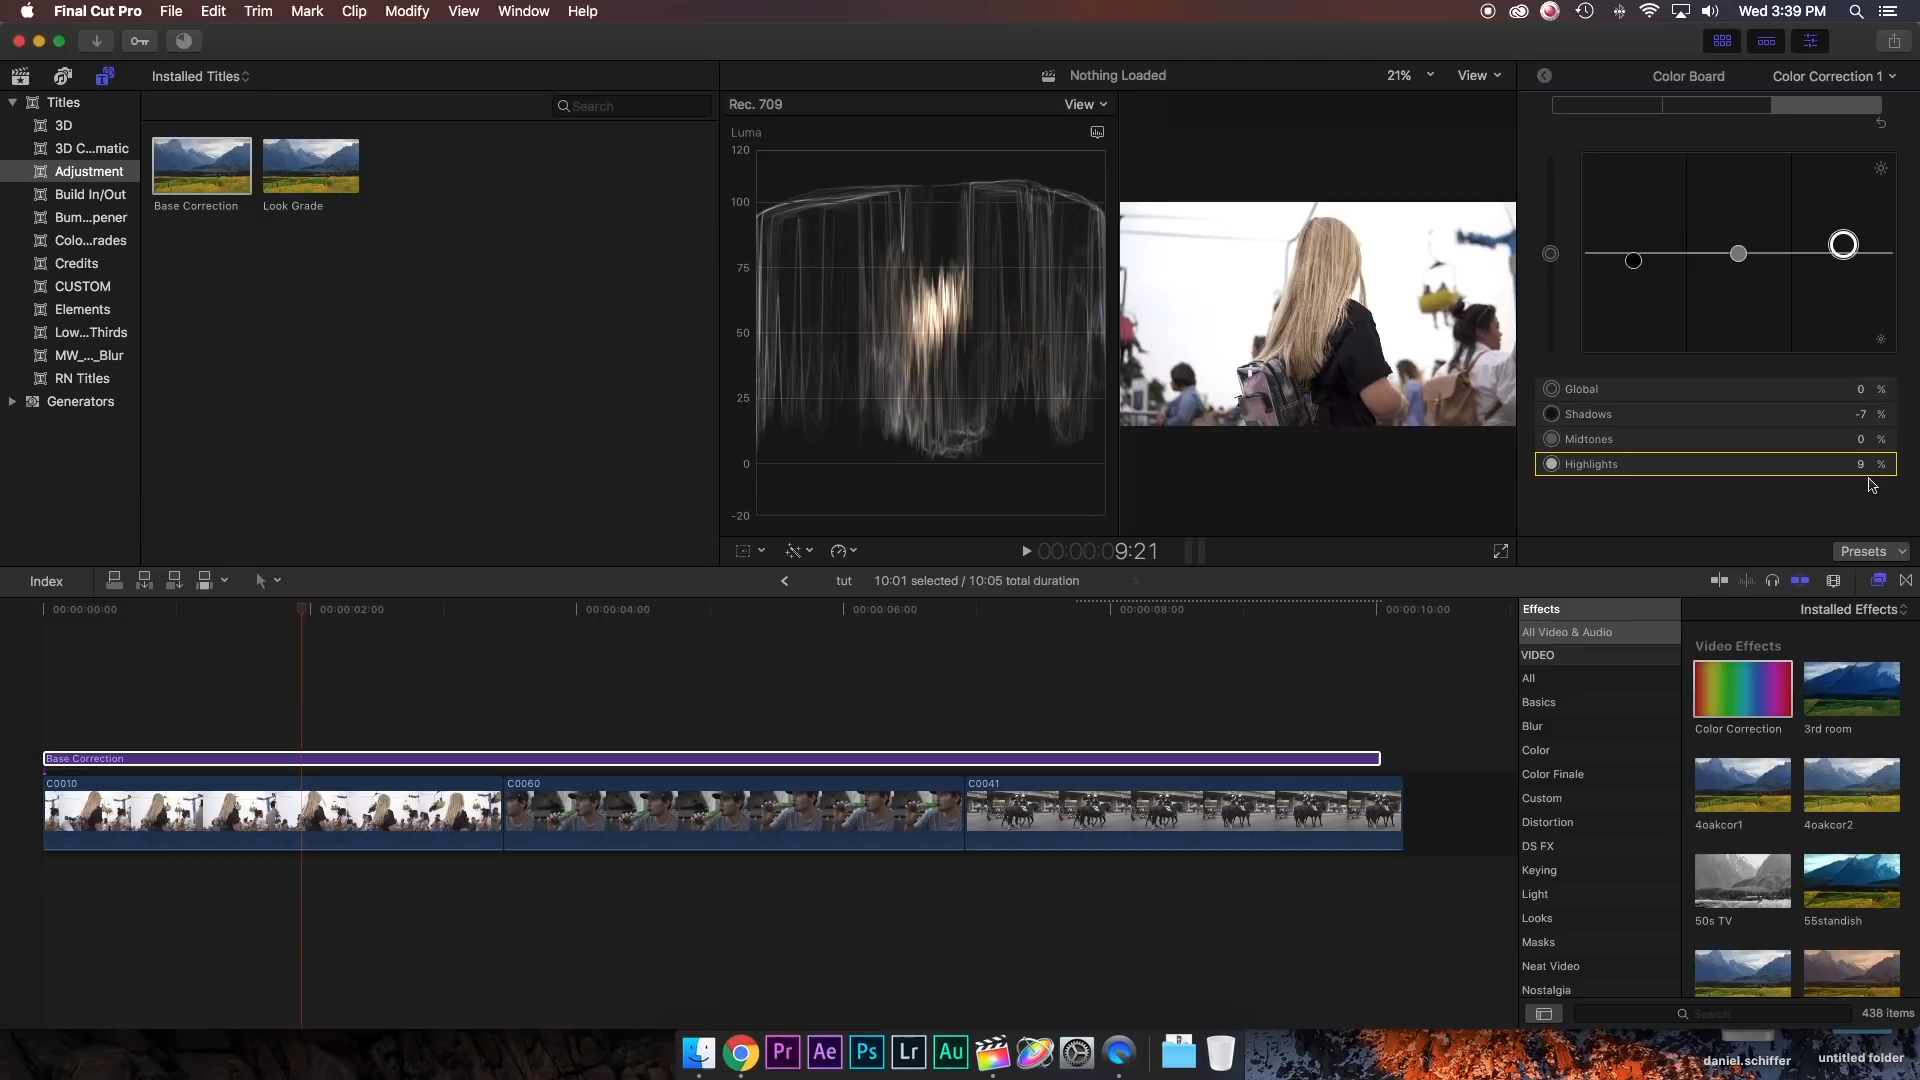 Final Cut Pro File Edit Trim Mark Clip Modify View Window Help Wed 3:39 PM
Installed Titles
Nothing Loaded 21% View
Color Board Color Correction 1
Titles
3D
3D C...matic
Adjustment
Build In/Out
Bum...pener
Colo...rades
Credits
CUSTOM
Elements
Low...Thirds
MW_..._Blur
RN Titles
Generators
Search
Base Correction Look Grade
Rec. 709 View
Luma
120
100
75
50
25
0
-20
Global 0 %
Shadows -7 %
Midtones 0 %
Highlights 9 %
00:00:09:21
Presets
Index
tut 10:01 selected / 10:05 total duration
00:00:00:00 00:00:02:00 00:00:04:00 00:00:06:00 00:00:08:00 00:00:10:00
Base Correction
C0010 C0060 C0041
Effects Installed Effects
All Video & Audio
VIDEO
All
Basics
Blur
Color
Color Finale
Custom
Distortion
DS FX
Keying
Light
Looks
Masks
Neat Video
Nostalgia
Video Effects
Color Correction 3rd room
4oakcor1 4oakcor2
50s TV 55standish
Search 438 items
Pr Ae Ps Lr Au
daniel.schiffer untitled folder